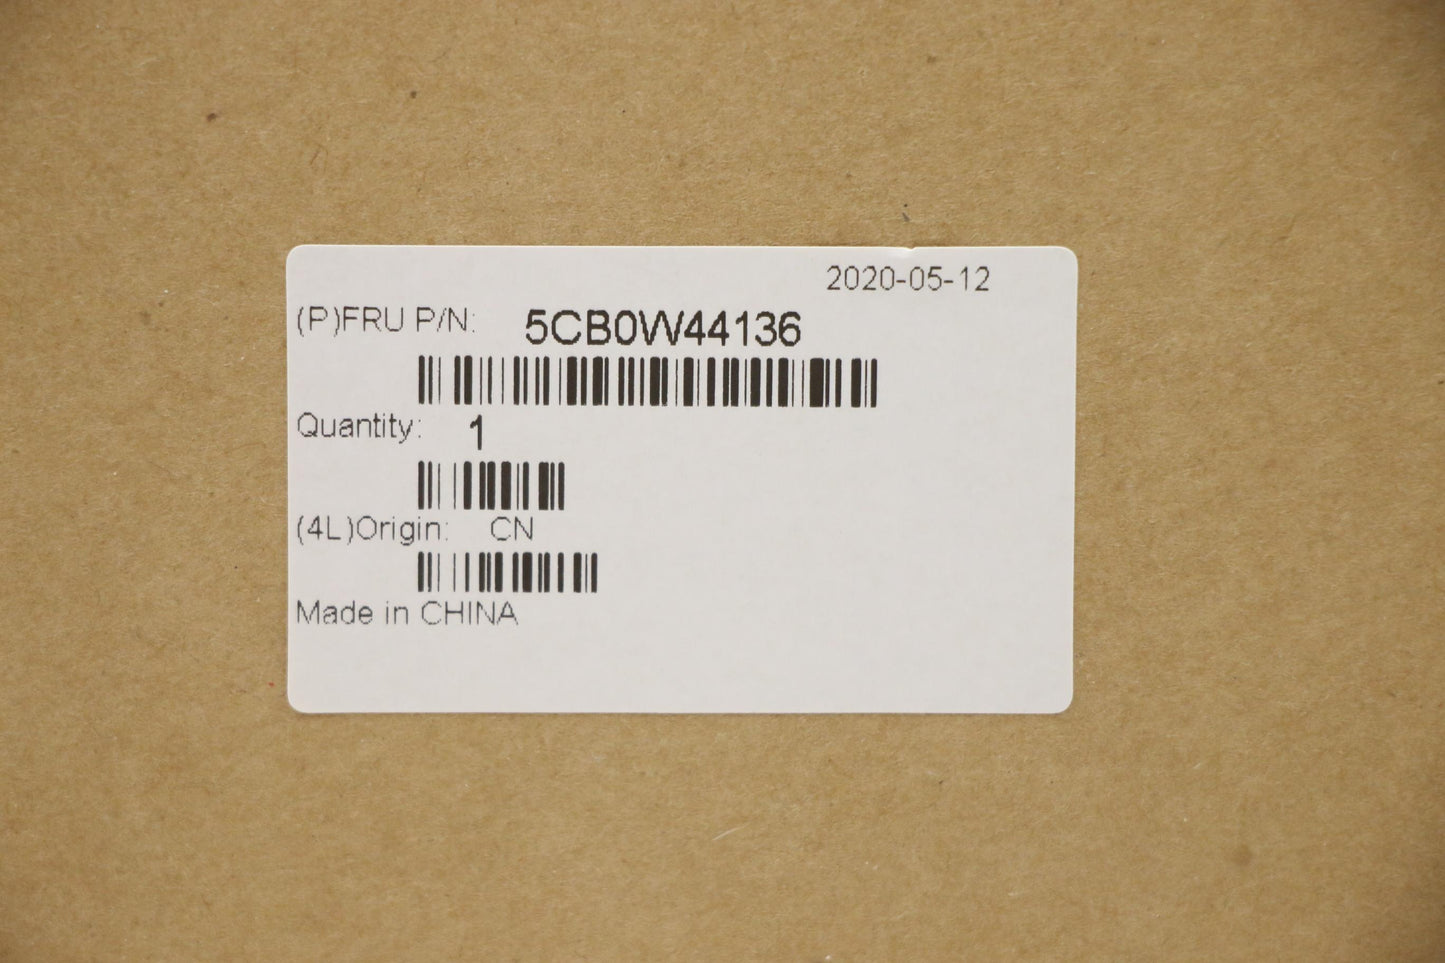 2020-05-12
(P)FRU P/N: 5CB0W44136
Quantity: 1
(4L)Origin: CN
Made in CHINA